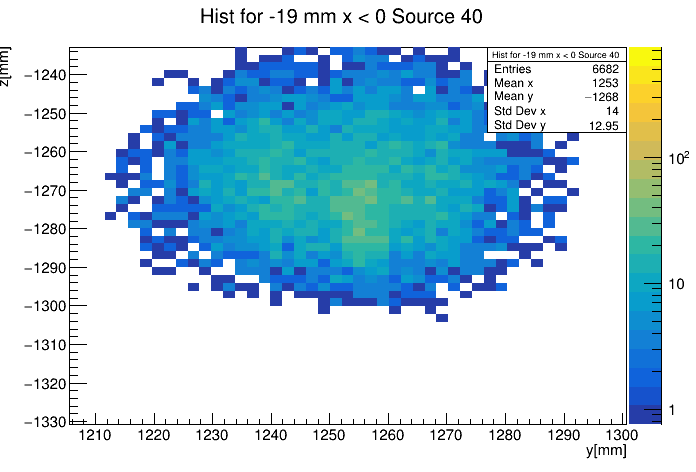 Hist for -19 mm x < 0 Source 40
z[mm]
Hist for -19 mm x < 0 Source 40
Entries 6682
Mean x 1253
Mean y −1268
Std Dev x 14
Std Dev y 12.95
−1240
−1250
−1260
−1270
−1280
−1290
−1300
−1310
−1320
−1330
10²
10
1
1210 1220 1230 1240 1250 1260 1270 1280 1290 1300
y[mm]